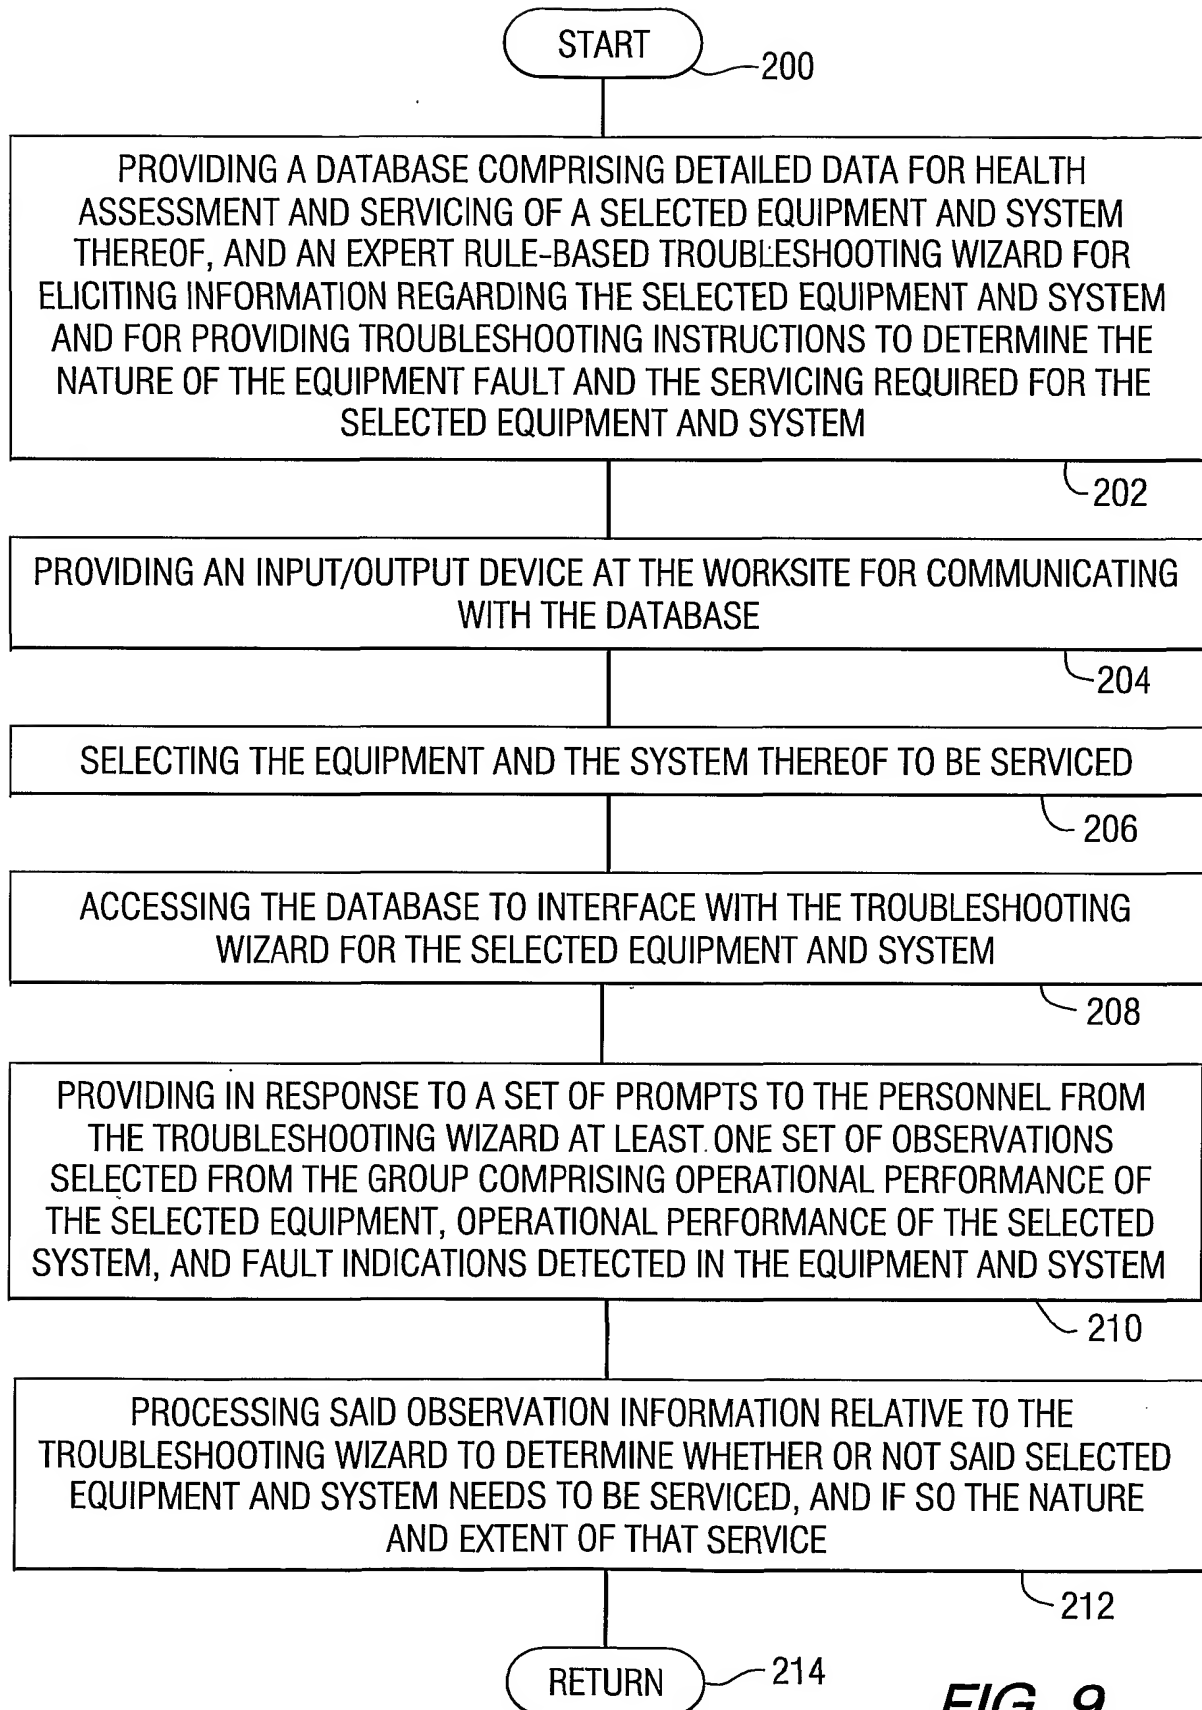 START
200
PROVIDING A DATABASE COMPRISING DETAILED DATA FOR HEALTH
ASSESSMENT AND SERVICING OF A SELECTED EQUIPMENT AND SYSTEM
THEREOF, AND AN EXPERT RULE-BASED TROUBLESHOOTING WIZARD FOR
ELICITING INFORMATION REGARDING THE SELECTED EQUIPMENT AND SYSTEM
AND FOR PROVIDING TROUBLESHOOTING INSTRUCTIONS TO DETERMINE THE
NATURE OF THE EQUIPMENT FAULT AND THE SERVICING REQUIRED FOR THE
SELECTED EQUIPMENT AND SYSTEM
202
PROVIDING AN INPUT/OUTPUT DEVICE AT THE WORKSITE FOR COMMUNICATING
WITH THE DATABASE
204
SELECTING THE EQUIPMENT AND THE SYSTEM THEREOF TO BE SERVICED
206
ACCESSING THE DATABASE TO INTERFACE WITH THE TROUBLESHOOTING
WIZARD FOR THE SELECTED EQUIPMENT AND SYSTEM
208
PROVIDING IN RESPONSE TO A SET OF PROMPTS TO THE PERSONNEL FROM
THE TROUBLESHOOTING WIZARD AT LEAST ONE SET OF OBSERVATIONS
SELECTED FROM THE GROUP COMPRISING OPERATIONAL PERFORMANCE OF
THE SELECTED EQUIPMENT, OPERATIONAL PERFORMANCE OF THE SELECTED
SYSTEM, AND FAULT INDICATIONS DETECTED IN THE EQUIPMENT AND SYSTEM
210
PROCESSING SAID OBSERVATION INFORMATION RELATIVE TO THE
TROUBLESHOOTING WIZARD TO DETERMINE WHETHER OR NOT SAID SELECTED
EQUIPMENT AND SYSTEM NEEDS TO BE SERVICED, AND IF SO THE NATURE
AND EXTENT OF THAT SERVICE
212
RETURN
214
FIG. 9